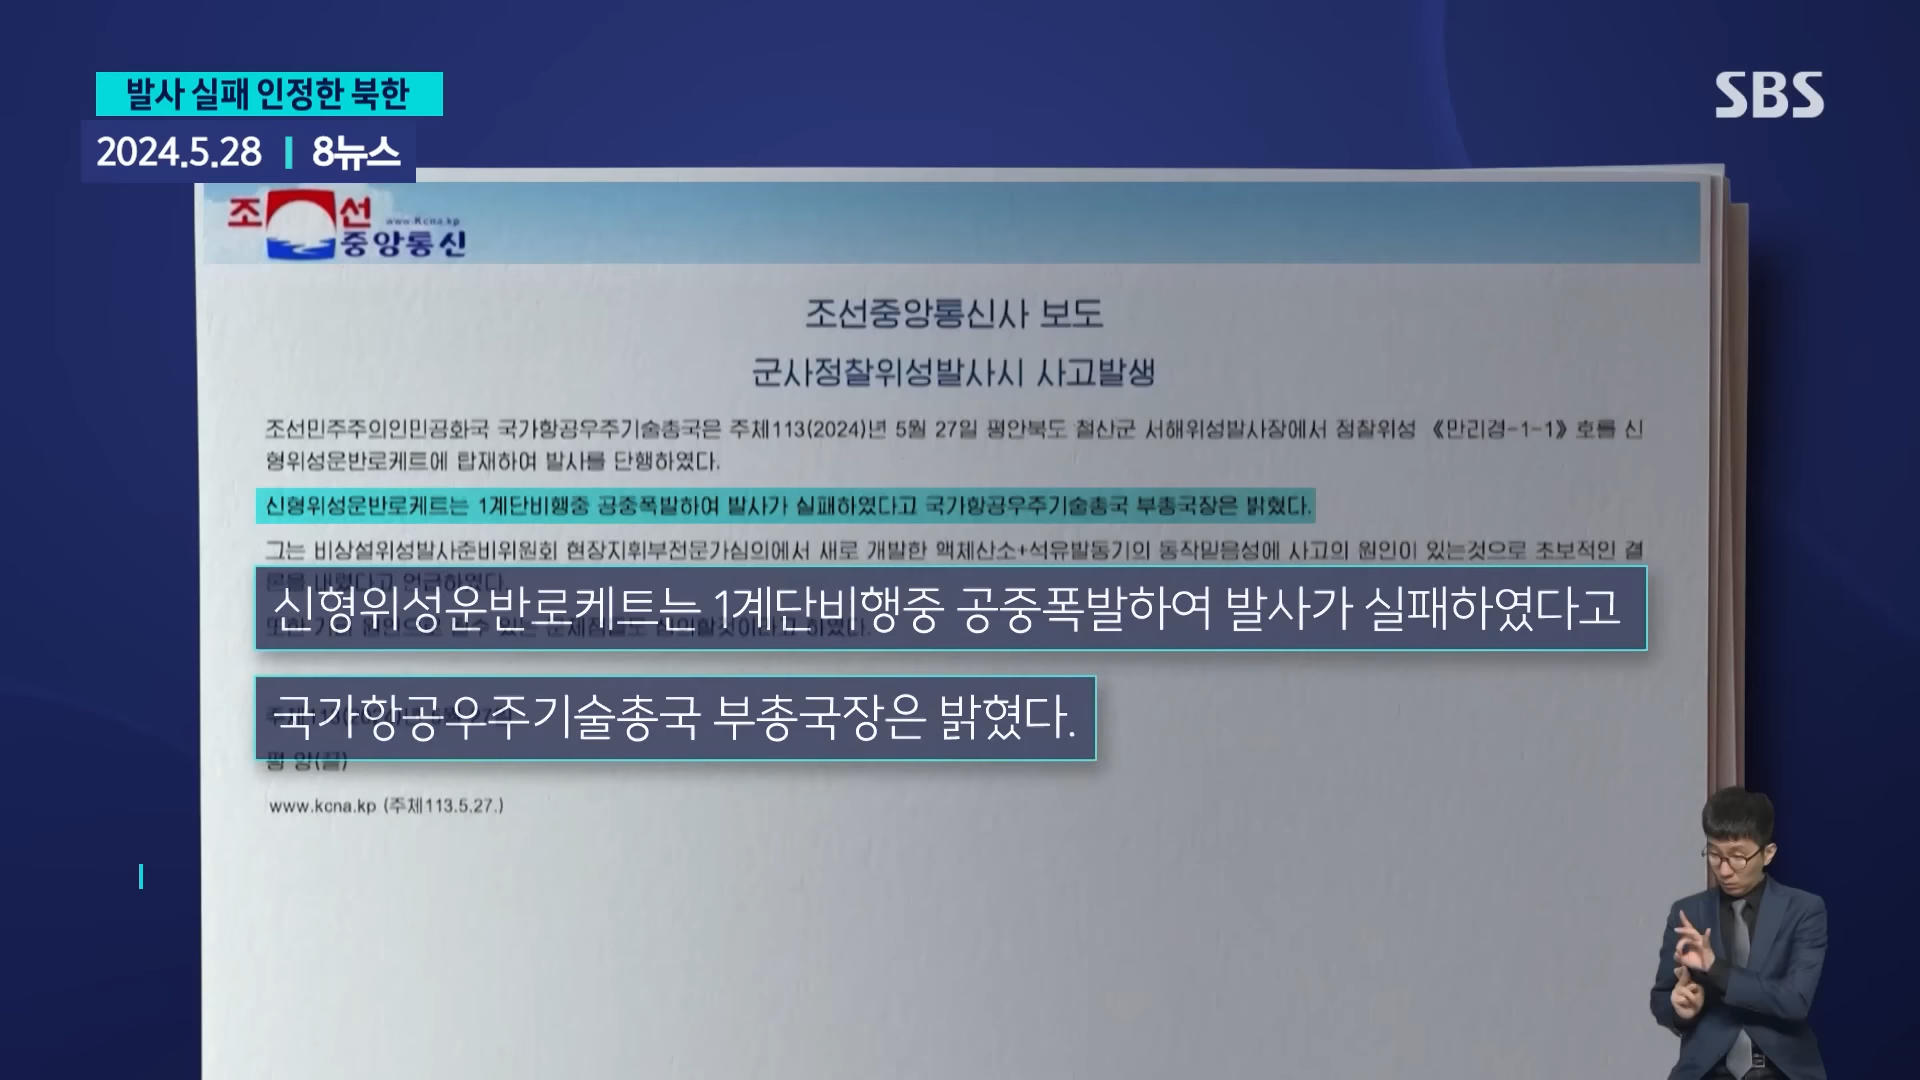 발사 실패 인정한 북한
SBS
2024.5.28 | 8뉴스
조선 www.kcna.kp
중앙통신
조선중앙통신사 보도
군사정찰위성발사시 사고발생
조선민주주의인민공화국 국가항공우주기술총국은 주체113(2024)년 5월 27일 평안북도 철산군 서해위성발사장에서 정찰위성 《만리경-1-1》호를 신
형위성운반로케트에 탑재하여 발사를 단행하였다.
신형위성운반로케트는 1계단비행중 공중폭발하여 발사가 실패하였다고 국가항공우주기술총국 부총국장은 밝혔다.
그는 비상설위성발사준비위원회 현장지휘부전문가심의에서 새로 개발한 액체산소+석유발동기의 동작믿음성에 사고의 원인이 있는것으로 초보적인 결
신형위성운반로케트는 1계단비행중 공중폭발하여 발사가 실패하였다고
국가항공우주기술총국 부총국장은 밝혔다.
평 양(끝)
www.kcna.kp (주체113.5.27.)